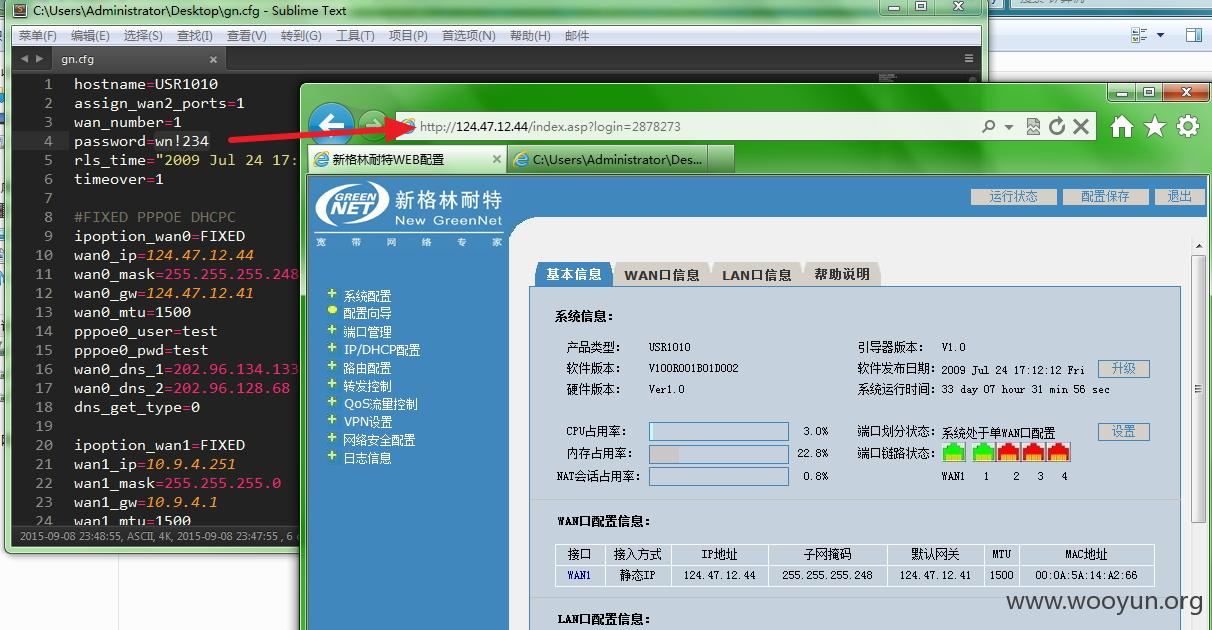 C:\Users\Administrator\Desktop\gn.cfg - Sublime Text
菜单(F) 编辑(E) 选择(S) 查找(I) 查看(V) 转到(G) 工具(T) 项目(P) 首选项(N) 帮助(H) 邮件
gn.cfg
1 hostname=USR1010
2 assign_wan2_ports=1
3 wan_number=1
4 password=wn!234
5 rls_time="2009 Jul 24 17:
6 timeover=1
7
8 #FIXED PPPOE DHCPC
9 ipoption_wan0=FIXED
10 wan0_ip=124.47.12.44
11 wan0_mask=255.255.255.248
12 wan0_gw=124.47.12.41
13 wan0_mtu=1500
14 pppoe0_user=test
15 pppoe0_pwd=test
16 wan0_dns_1=202.96.134.133
17 wan0_dns_2=202.96.128.68
18 dns_get_type=0
19
20 ipoption_wan1=FIXED
21 wan1_ip=10.9.4.251
22 wan1_mask=255.255.255.0
23 wan1_gw=10.9.4.1
24 wan1_mtu=1500
2015-09-08 23:48:55, ASCII, 4K, 2015-09-08 23:47:55 , 6
http://124.47.12.44/index.asp?login=2878273
新格林耐特WEB配置
C:\Users\Administrator\Des...
GREEN NET 新格林耐特
New GreenNet
宽 带 网 络 专 家
运行状态 配置保存 退出
系统配置
配置向导
端口管理
IP/DHCP配置
路由配置
转发控制
QoS流量控制
VPN设置
网络安全配置
日志信息
基本信息 WAN口信息 LAN口信息 帮助说明
系统信息:
产品类型: USR1010 引导器版本: V1.0
软件版本: V100R001B01D002 软件发布日期: 2009 Jul 24 17:12:12 Fri 升级
硬件版本: Ver1.0 系统运行时间: 33 day 07 hour 31 min 56 sec
CPU占用率: 3.0% 端口划分状态: 系统处于单WAN口配置 设置
内存占用率: 22.8% 端口链路状态:
NAT会话占用率: 0.8% WAN1 1 2 3 4
WAN口配置信息:
接口 接入方式 IP地址 子网掩码 默认网关 MTU MAC地址
WAN1 静态IP 124.47.12.44 255.255.255.248 124.47.12.41 1500 00:0A:5A:14:A2:66
LAN口配置信息:
www.wooyun.org